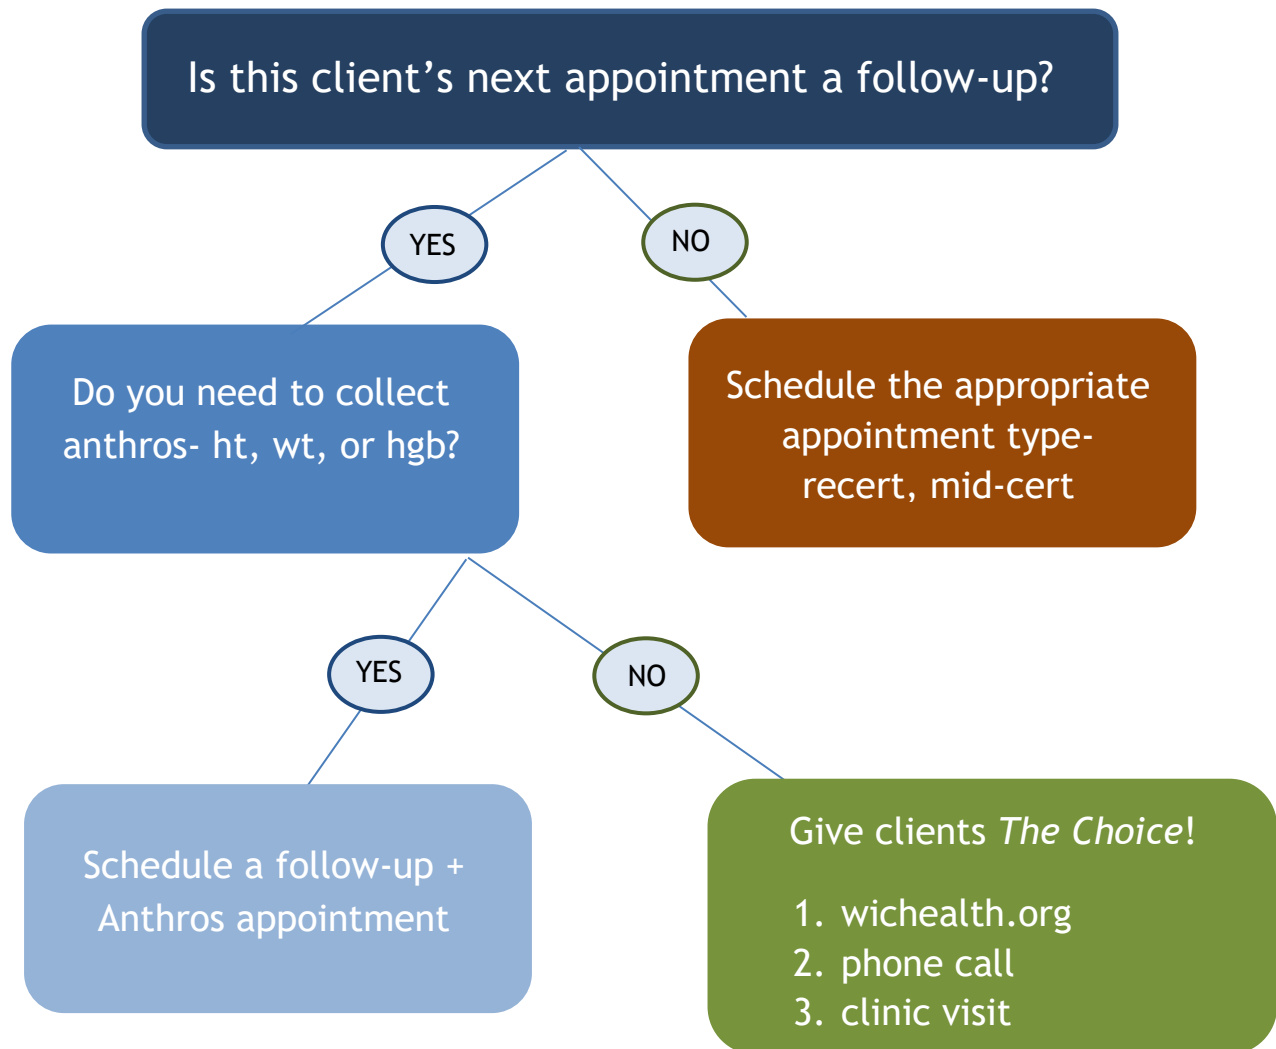 Is this client’s next appointment a follow-up?
YES
NO
Do you need to collect
anthros- ht, wt, or hgb?
Schedule the appropriate
appointment type-
recert, mid-cert
YES
NO
Schedule a follow-up +
Anthros appointment
Give clients The Choice!
1. wichealth.org
2. phone call
3. clinic visit